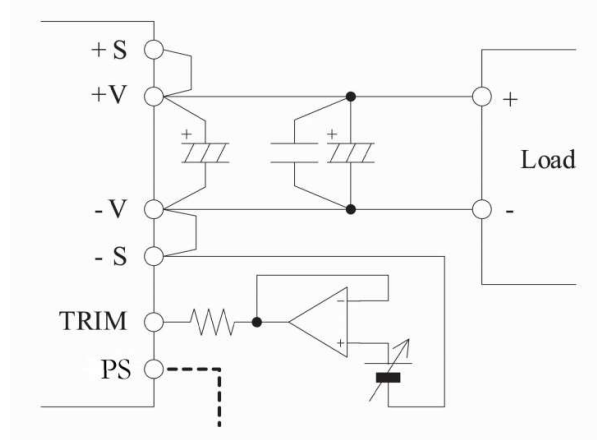 + S
+V
+
+
+
Load
- V
-
- S
TRIM
-
+
PS